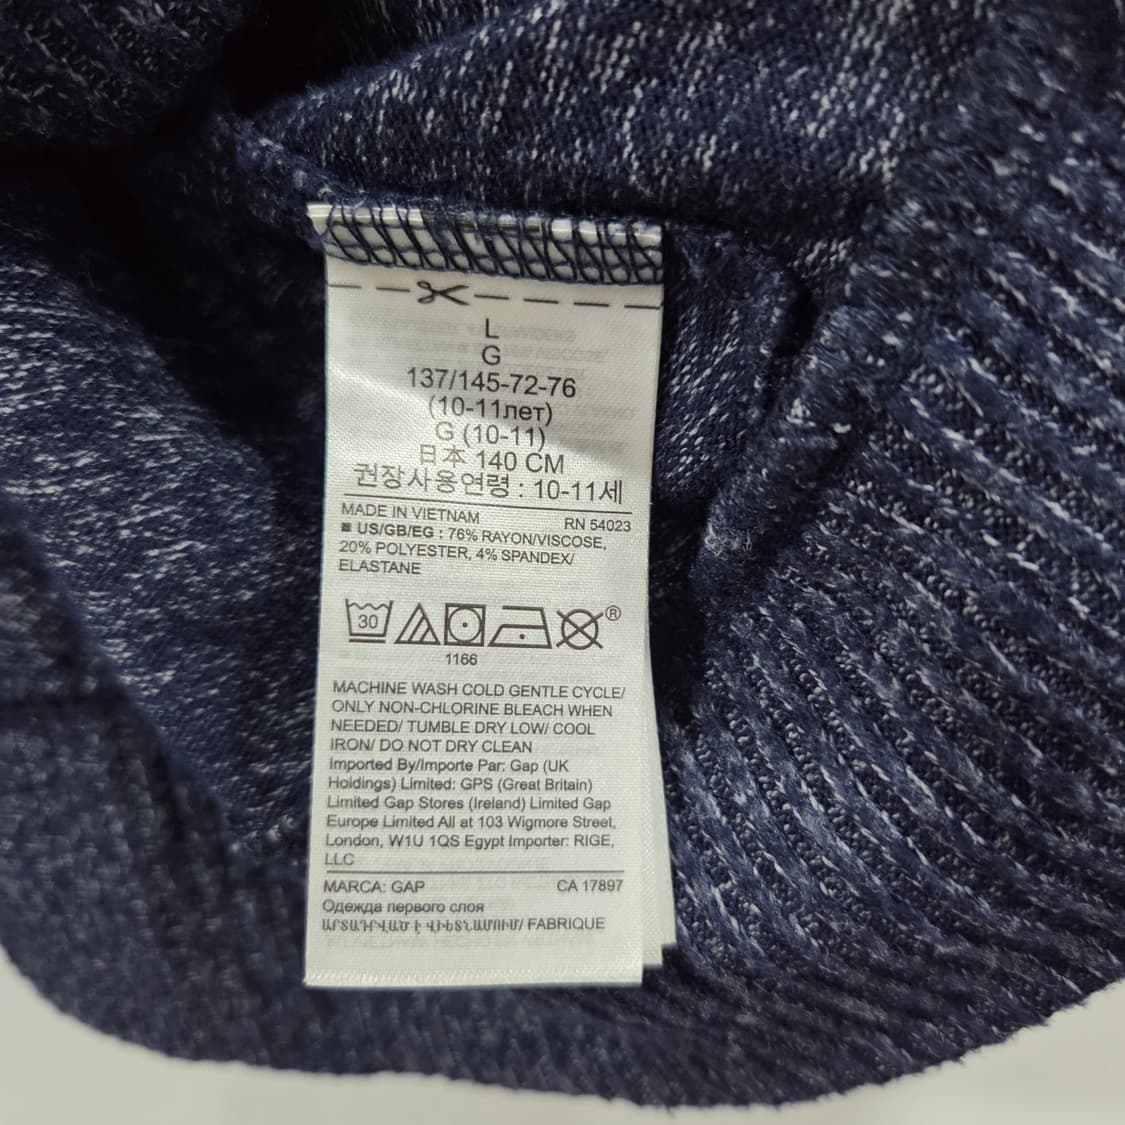 L
G
137/145-72-76
(10-11лет)
G (10-11)
日本 140 CM
권장사용연령 : 10-11세
MADE IN VIETNAM RN 54023
■ US/GB/EG : 76% RAYON/VISCOSE,
20% POLYESTER, 4% SPANDEX/
ELASTANE
30
®
1166
MACHINE WASH COLD GENTLE CYCLE/
ONLY NON-CHLORINE BLEACH WHEN
NEEDED/ TUMBLE DRY LOW/ COOL
IRON/ DO NOT DRY CLEAN
Imported By/Importe Par: Gap (UK
Holdings) Limited: GPS (Great Britain)
Limited Gap Stores (Ireland) Limited Gap
Europe Limited All at 103 Wigmore Street,
London, W1U 1QS Egypt Importer: RIGE,
LLC
MARCA: GAP CA 17897
Одежда первого слоя
ԱՐՏԱԴՐՎԱԾ Է ՎԻԵՏՆԱՄՈՒՄ/ FABRIQUE